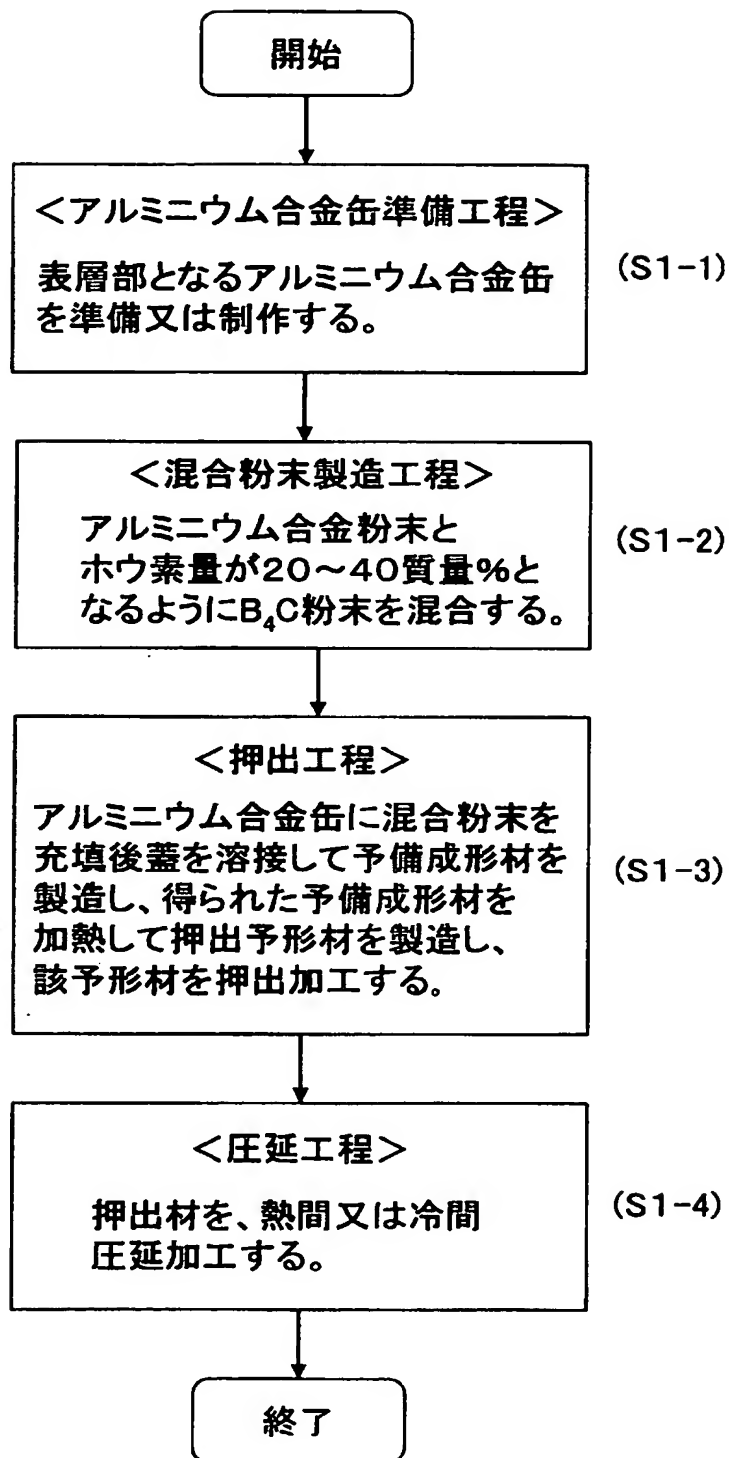 開始
＜アルミニウム合金缶準備工程＞
表層部となるアルミニウム合金缶
を準備又は制作する。
(S1-1)
＜混合粉末製造工程＞
アルミニウム合金粉末と
ホウ素量が20～40質量%と
なるようにB₄C粉末を混合する。
(S1-2)
＜押出工程＞
アルミニウム合金缶に混合粉末を
充填後蓋を溶接して予備成形材を
製造し、得られた予備成形材を
加熱して押出予形材を製造し、
該予形材を押出加工する。
(S1-3)
＜圧延工程＞
押出材を、熱間又は冷間
圧延加工する。
(S1-4)
終了